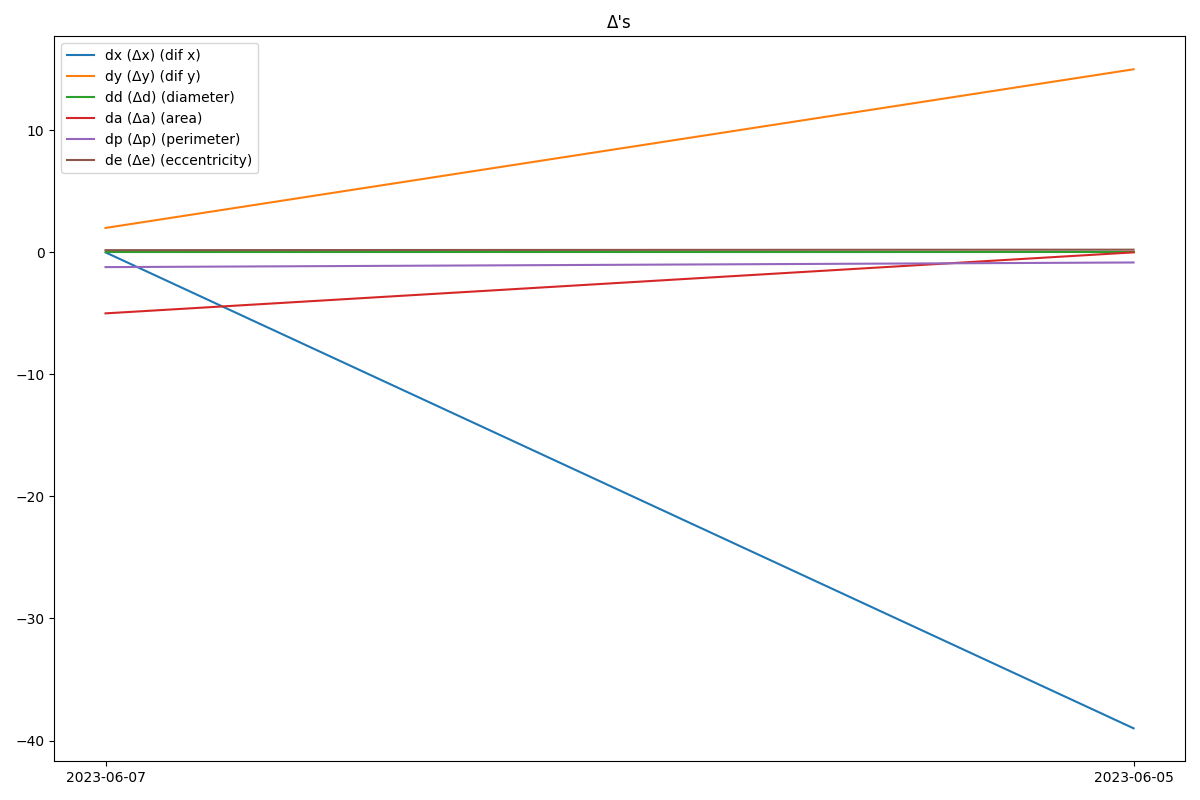 Δ's
dx (Δx) (dif x)
dy (Δy) (dif y)
dd (Δd) (diameter)
da (Δa) (area)
dp (Δp) (perimeter)
de (Δe) (eccentricity)
10
0
−10
−20
−30
−40
2023-06-07
2023-06-05